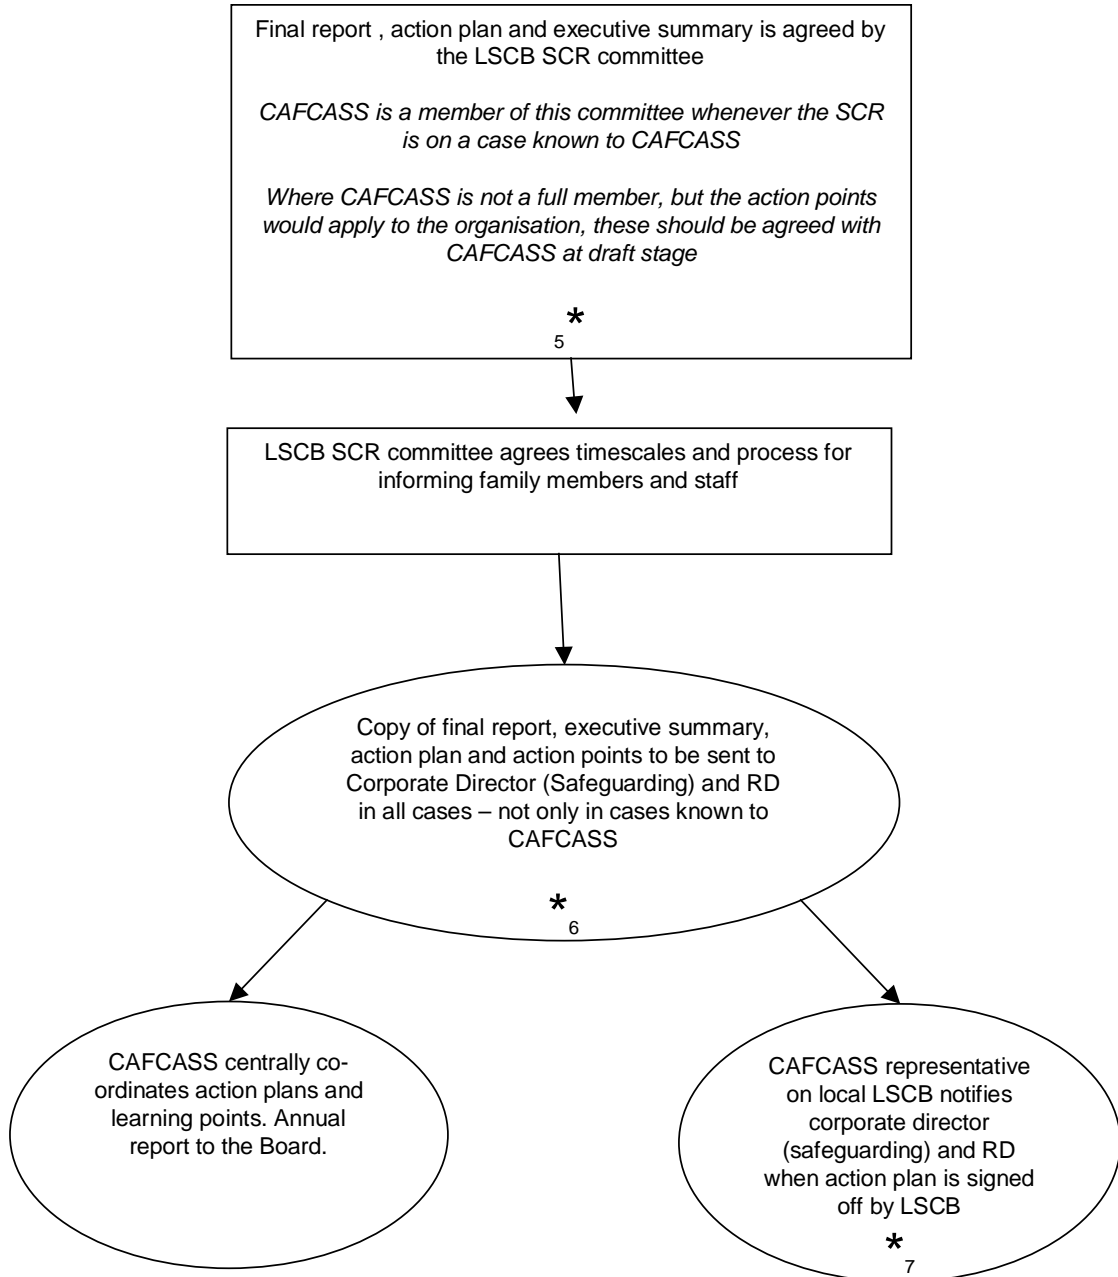 Final report , action plan and executive summary is agreed by
the LSCB SCR committee
CAFCASS is a member of this committee whenever the SCR
is on a case known to CAFCASS
Where CAFCASS is not a full member, but the action points
would apply to the organisation, these should be agreed with
CAFCASS at draft stage
*
5
LSCB SCR committee agrees timescales and process for
informing family members and staff
Copy of final report, executive summary,
action plan and action points to be sent to
Corporate Director (Safeguarding) and RD
in all cases – not only in cases known to
CAFCASS
*
6
CAFCASS centrally co-
ordinates action plans and
learning points. Annual
report to the Board.
CAFCASS representative
on local LSCB notifies
corporate director
(safeguarding) and RD
when action plan is signed
off by LSCB
*
7